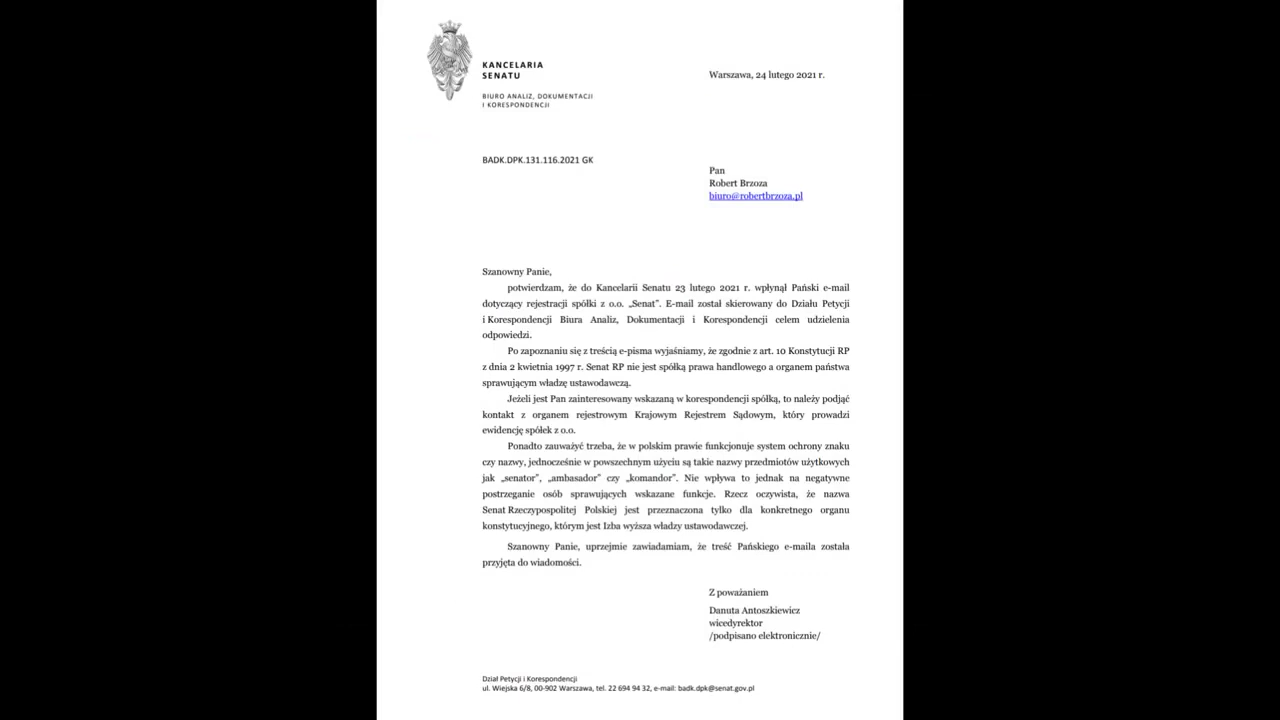 KANCELARIA
SENATU
Warszawa, 24 lutego 2021 r.
BIURO ANALIZ, DOKUMENTACJI
I KORESPONDENCJI
BADK.DPK.131.116.2021 GK
Pan
Robert Brzoza
biuro@robertbrzoza.pl
Szanowny Panie,
potwierdzam, że do Kancelarii Senatu 23 lutego 2021 r. wpłynął Pański e-mail
dotyczący rejestracji spółki z o.o. „Senat”. E-mail został skierowany do Działu Petycji
i Korespondencji Biura Analiz, Dokumentacji i Korespondencji celem udzielenia
odpowiedzi.
Po zapoznaniu się z treścią e-pisma wyjaśniamy, że zgodnie z art. 10 Konstytucji RP
z dnia 2 kwietnia 1997 r. Senat RP nie jest spółką prawa handlowego a organem państwa
sprawującym władzę ustawodawczą.
Jeżeli jest Pan zainteresowany wskazaną w korespondencji spółką, to należy podjąć
kontakt z organem rejestrowym Krajowym Rejestrem Sądowym, który prowadzi
ewidencję spółek z o.o.
Ponadto zauważyć trzeba, że w polskim prawie funkcjonuje system ochrony znaku
czy nazwy, jednocześnie w powszechnym użyciu są takie nazwy przedmiotów użytkowych
jak „senator”, „ambasador” czy „komandor”. Nie wpływa to jednak na negatywne
postrzeganie osób sprawujących wskazane funkcje. Rzecz oczywista, że nazwa
Senat Rzeczypospolitej Polskiej jest przeznaczona tylko dla konkretnego organu
konstytucyjnego, którym jest Izba wyższa władzy ustawodawczej.
Szanowny Panie, uprzejmie zawiadamiam, że treść Pańskiego e-maila została
przyjęta do wiadomości.
Z poważaniem
Danuta Antoszkiewicz
wicedyrektor
/podpisano elektronicznie/
Dział Petycji i Korespondencji
ul. Wiejska 6/8, 00-902 Warszawa, tel. 22 694 94 32, e-mail: badk.dpk@senat.gov.pl